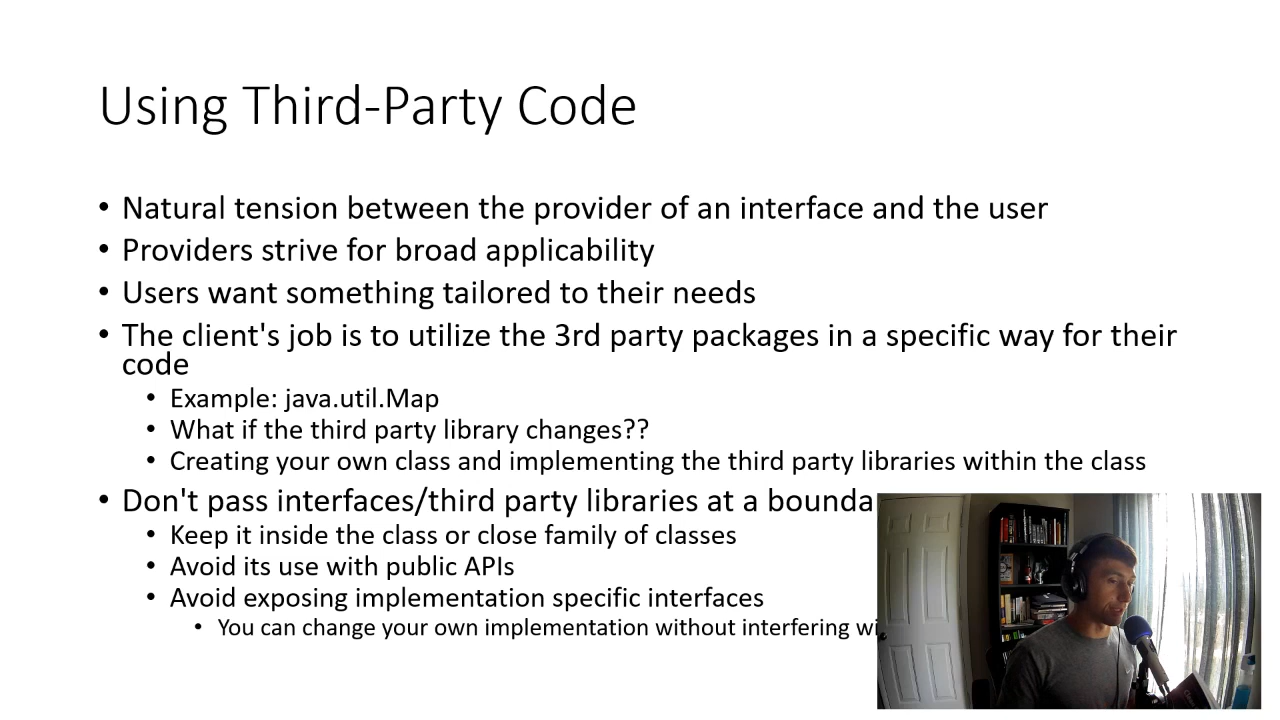 Using Third-Party Code
• Natural tension between the provider of an interface and the user
• Providers strive for broad applicability
• Users want something tailored to their needs
• The client's job is to utilize the 3rd party packages in a specific way for their
code
• Example: java.util.Map
• What if the third party library changes??
• Creating your own class and implementing the third party libraries within the class
• Don't pass interfaces/third party libraries at a
• Keep it inside the class or close family of classes
• Avoid its use with public APIs
• Avoid exposing implementation specific interfaces
• You can change your own implementation without interfering